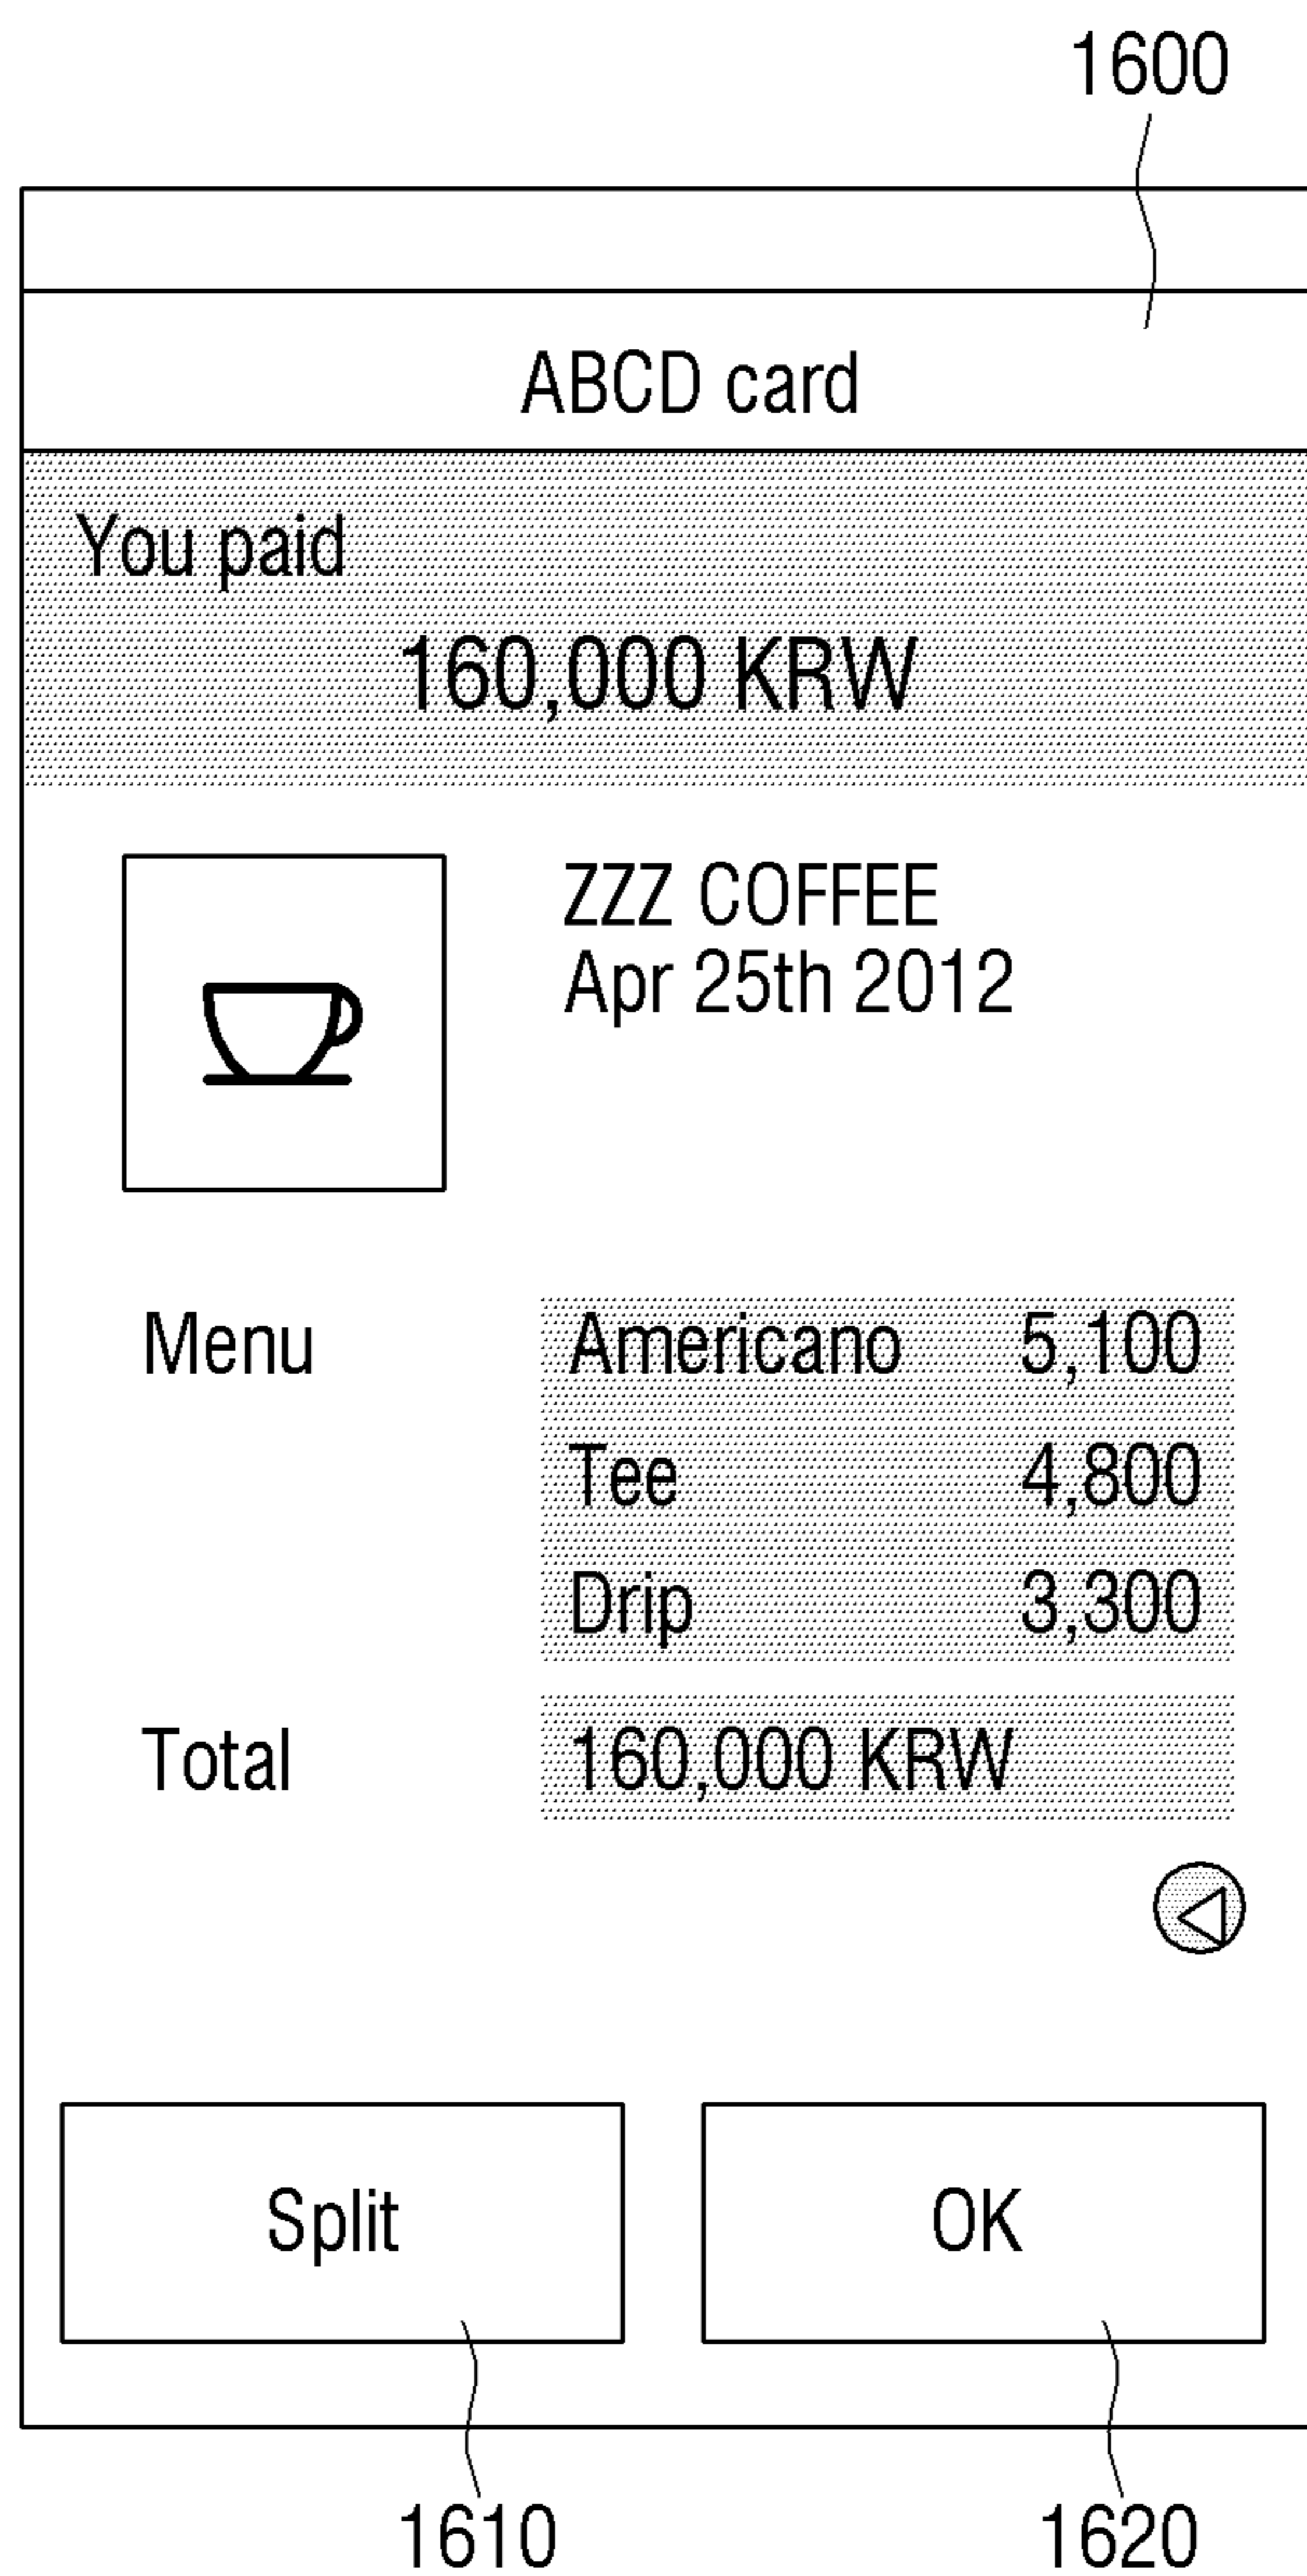 1600
ABCD card
You paid
160,000 KRW
ZZZ COFFEE
Apr 25th 2012
Menu Americano 5,100
Tee 4,800
Drip 3,300
Total 160,000 KRW
Split OK
1610 1620